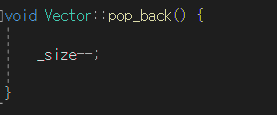 void Vector::pop_back() {
_size--;
}